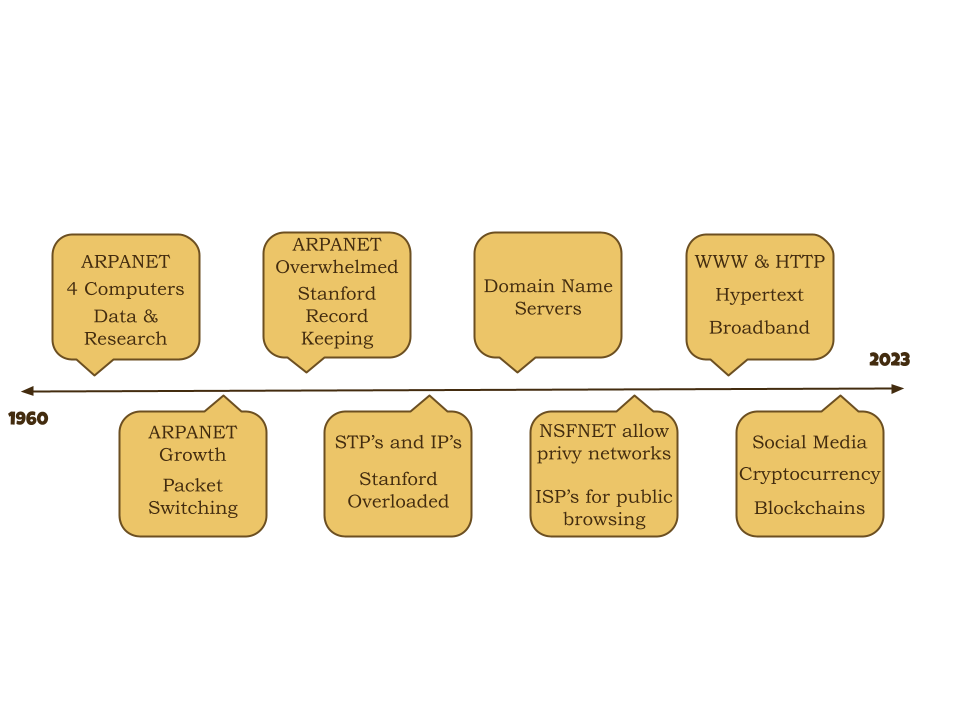 ARPANET
4 Computers
Data &
Research
ARPANET
Overwhelmed
Stanford
Record
Keeping
Domain Name
Servers
WWW & HTTP
Hypertext
Broadband
2023
1960
ARPANET
Growth
Packet
Switching
STP's and IP's
Stanford
Overloaded
NSFNET allow
privy networks
ISP's for public
browsing
Social Media
Cryptocurrency
Blockchains